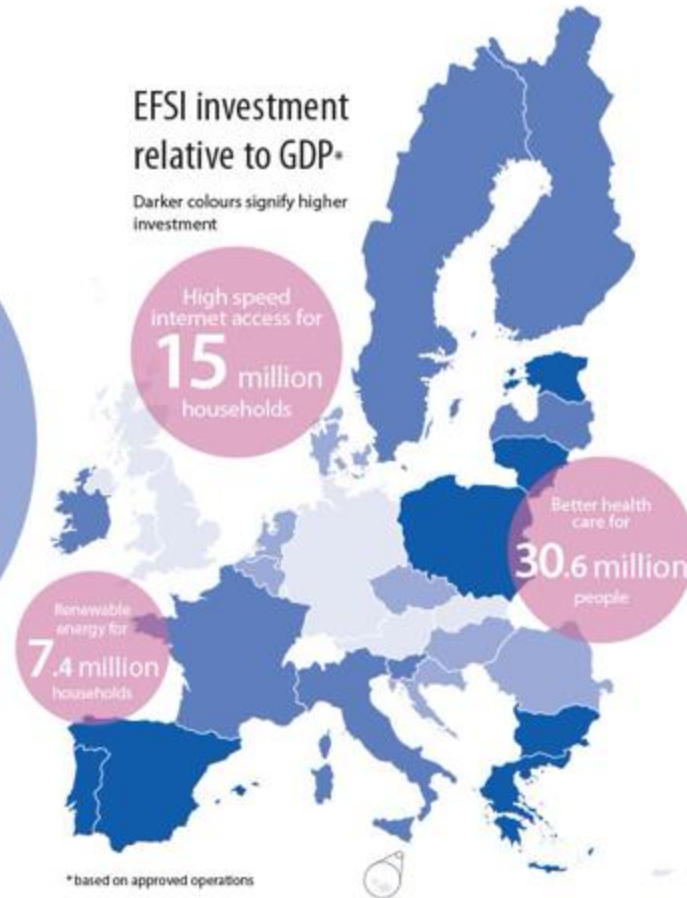 EFSI investment
relative to GDP*
Darker colours signify higher
investment
High speed
internet access for
15 million
households
Better health
care for
30.6 million
people
Renewable
energy for
7.4 million
households
*based on approved operations